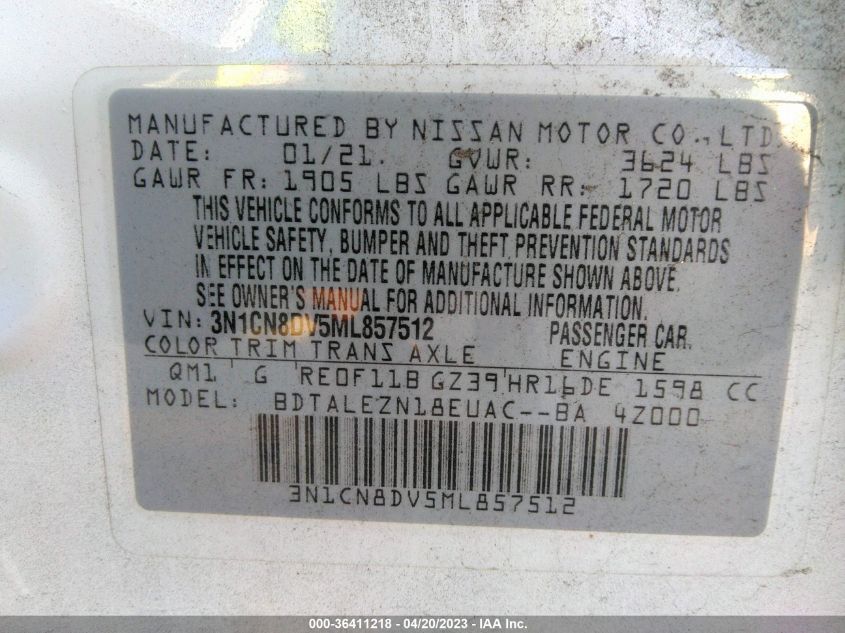 MANUFACTURED BY NISSAN MOTOR CO., LTD.
DATE: 01/21. GVWR: 3624 LBS
GAWR FR: 1905 LBS GAWR RR: 1720 LBS
THIS VEHICLE CONFORMS TO ALL APPLICABLE FEDERAL MOTOR
VEHICLE SAFETY, BUMPER AND THEFT PREVENTION STANDARDS
IN EFFECT ON THE DATE OF MANUFACTURE SHOWN ABOVE.
SEE OWNER'S MANUAL FOR ADDITIONAL INFORMATION.
VIN: 3N1CN8DV5ML857512 PASSENGER CAR.
COLOR TRIM TRANS AXLE ENGINE
QM1 G RE0F11B GZ39 HR16DE 1598 CC
MODEL: BDTALEZN18EUAC--BA 4Z000
3N1CN8DV5ML857512
000-36411218 - 04/20/2023 - IAA Inc.